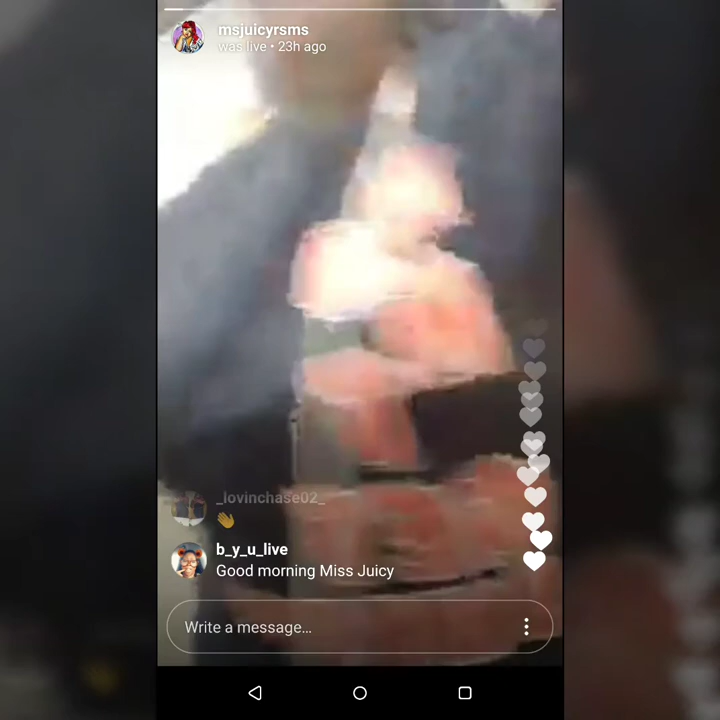 msjuicyrsms
was live • 23h ago
_lovinchase02_
👋
b_y_u_live
Good morning Miss Juicy
Write a message...